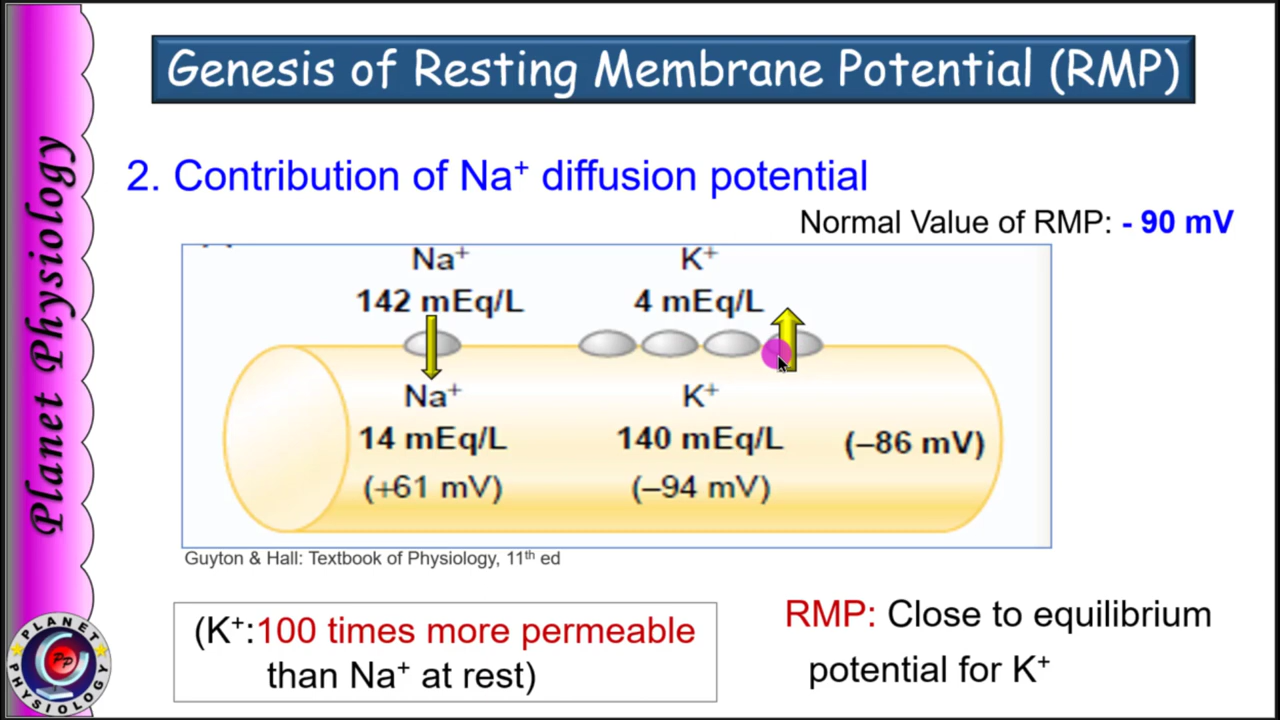 Genesis of Resting Membrane Potential (RMP)
2. Contribution of Na⁺ diffusion potential
Normal Value of RMP: - 90 mV
Na⁺ K⁺
142 mEq/L 4 mEq/L
Na⁺ K⁺
14 mEq/L 140 mEq/L (–86 mV)
(+61 mV) (–94 mV)
Guyton & Hall: Textbook of Physiology, 11th ed
(K⁺:100 times more permeable
than Na⁺ at rest)
RMP: Close to equilibrium
potential for K⁺
Planet Physiology
PLANET
PP
PHYSIOLOGY